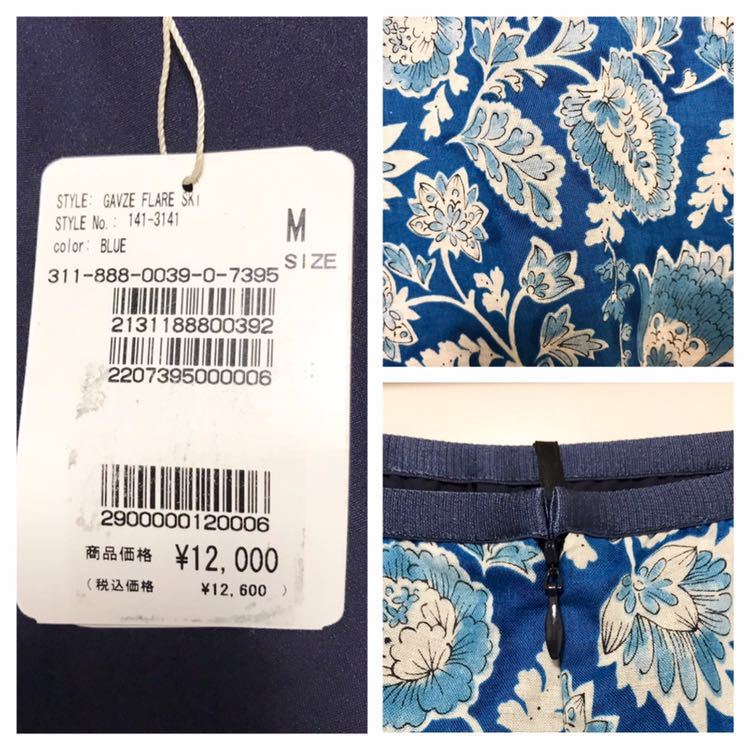 STYLE: GAVZE FLARE SKT
STYLE No.: 141-3141
color: BLUE
M
SIZE
311-888-0039-0-7395
2131188800392
2207395000006
2900000120006
商品価格 ¥12,000
(税込価格 ¥12,600 )